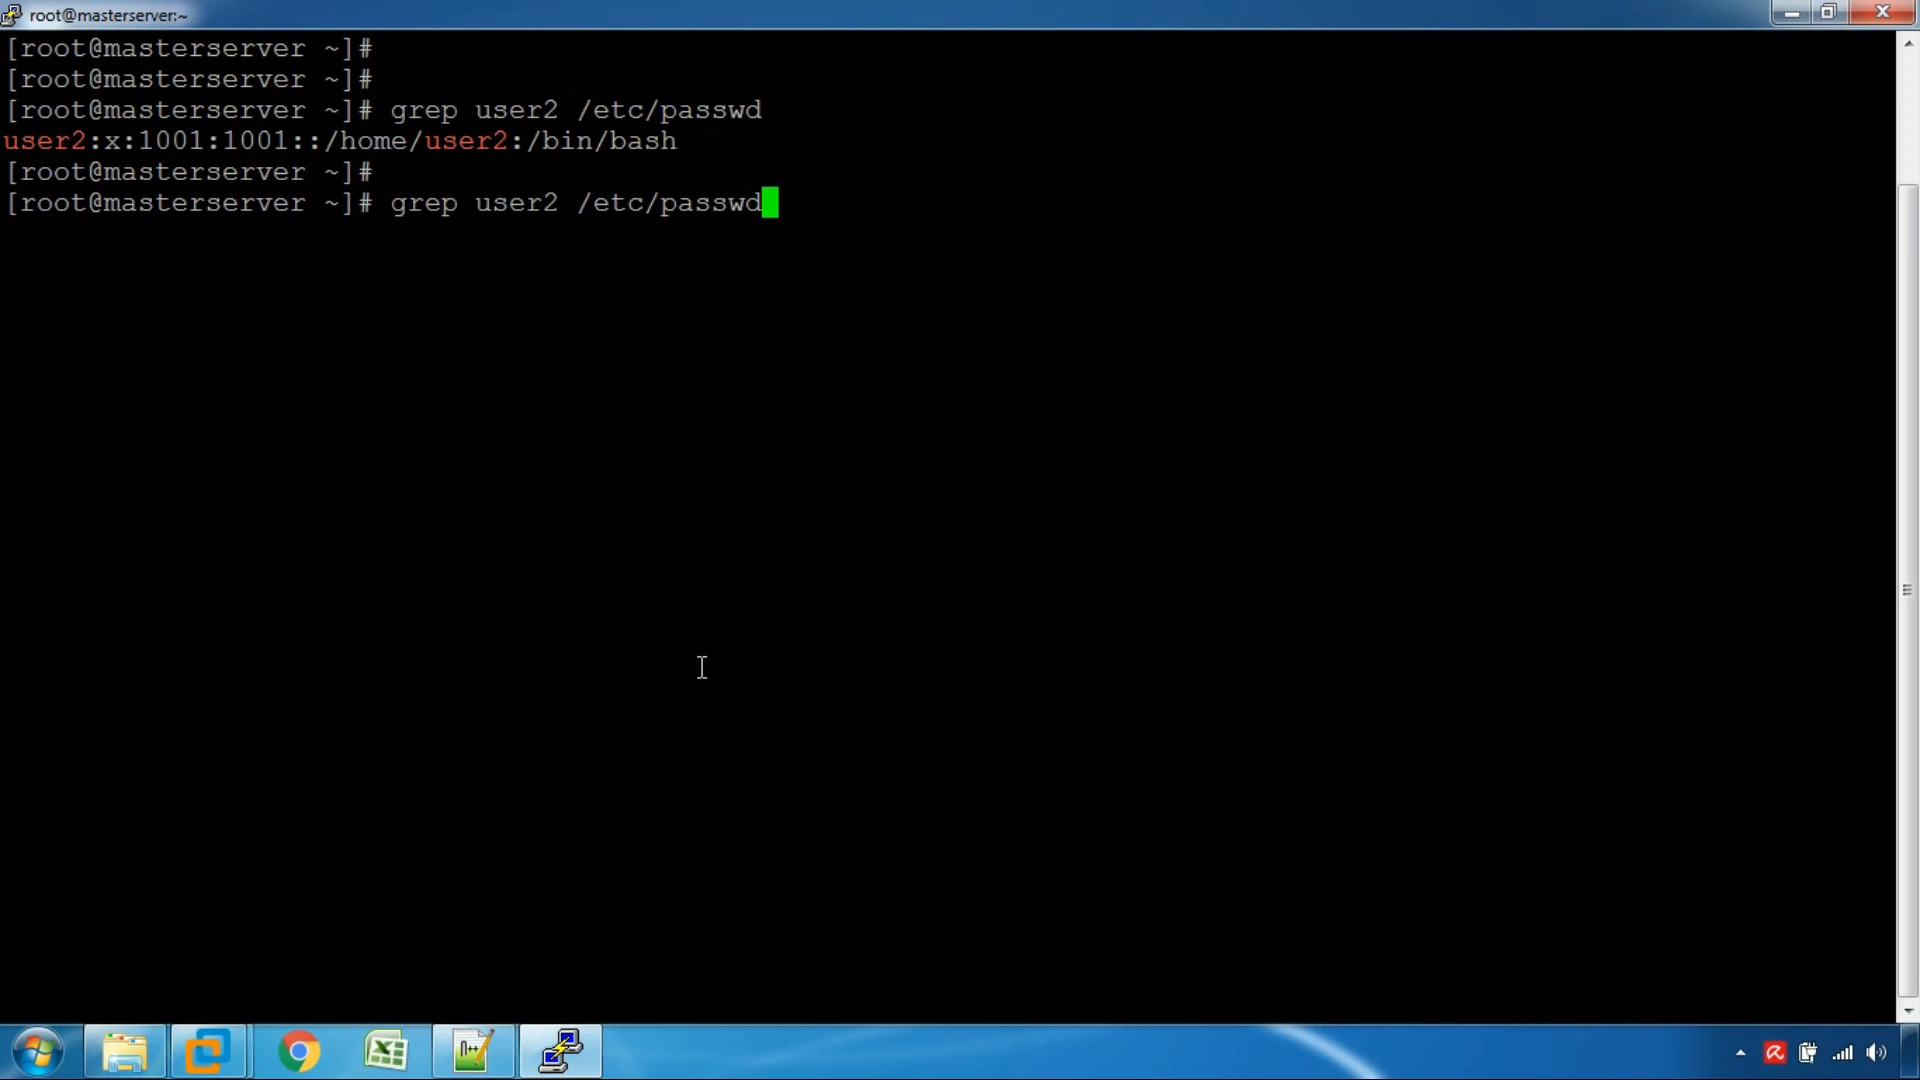 root@masterserver:~
[root@masterserver ~]#
[root@masterserver ~]#
[root@masterserver ~]# grep user2 /etc/passwd
user2:x:1001:1001::/home/user2:/bin/bash
[root@masterserver ~]#
[root@masterserver ~]# grep user2 /etc/passwd